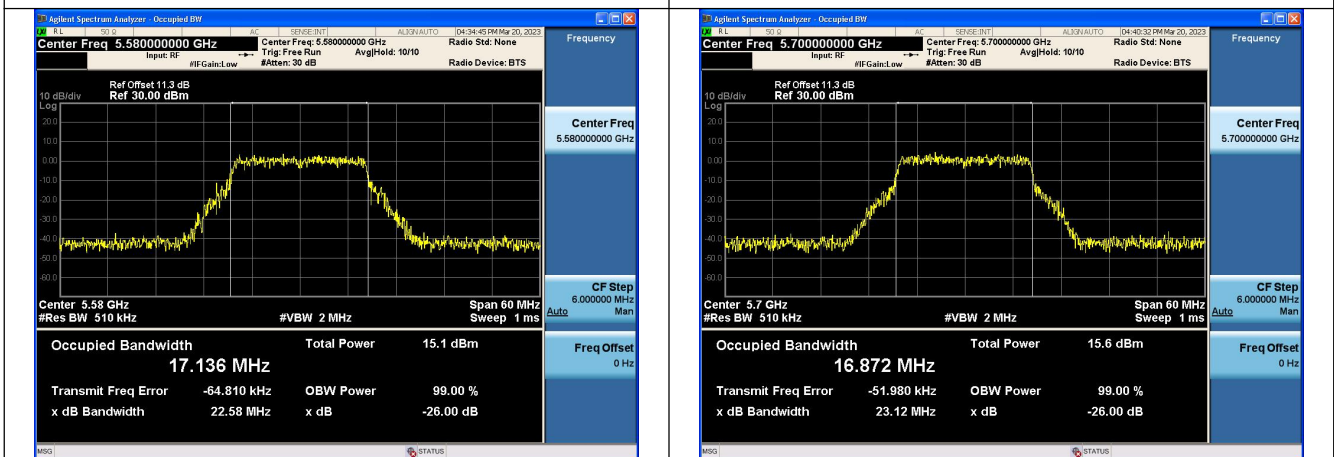 Agilent Spectrum Analyzer - Occupied BW
LXI RL 50 Ω AC SENSE:INT ALIGN AUTO 04:34:45 PM Mar 20, 2023
Center Freq 5.580000000 GHz Center Freq: 5.580000000 GHz Radio Std: None Frequency
Input: RF Trig: Free Run Avg|Hold: 10/10
#IFGain:Low #Atten: 30 dB Radio Device: BTS
Ref Offset 11.3 dB
10 dB/div Ref 30.00 dBm
Log
20.0
10.0
0.00
-10.0
-20.0
-30.0
-40.0
-50.0
-60.0
Center Freq
5.580000000 GHz
Center 5.58 GHz Span 60 MHz
#Res BW 510 kHz #VBW 2 MHz Sweep 1 ms
CF Step
6.000000 MHz
Auto Man
Occupied Bandwidth Total Power 15.1 dBm
17.136 MHz
Transmit Freq Error -64.810 kHz OBW Power 99.00 %
x dB Bandwidth 22.58 MHz x dB -26.00 dB
Freq Offset
0 Hz
MSG STATUS
Agilent Spectrum Analyzer - Occupied BW
LXI RL 50 Ω AC SENSE:INT ALIGN AUTO 04:40:32 PM Mar 20, 2023
Center Freq 5.700000000 GHz Center Freq: 5.700000000 GHz Radio Std: None Frequency
Input: RF Trig: Free Run Avg|Hold: 10/10
#IFGain:Low #Atten: 30 dB Radio Device: BTS
Ref Offset 11.3 dB
10 dB/div Ref 30.00 dBm
Log
20.0
10.0
0.00
-10.0
-20.0
-30.0
-40.0
-50.0
-60.0
Center Freq
5.700000000 GHz
Center 5.7 GHz Span 60 MHz
#Res BW 510 kHz #VBW 2 MHz Sweep 1 ms
CF Step
6.000000 MHz
Auto Man
Occupied Bandwidth Total Power 15.6 dBm
16.872 MHz
Transmit Freq Error -51.980 kHz OBW Power 99.00 %
x dB Bandwidth 23.12 MHz x dB -26.00 dB
Freq Offset
0 Hz
MSG STATUS